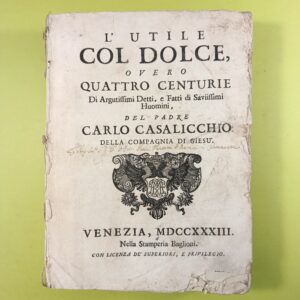 L' UTILE
COL DOLCE,
OVERO
QUATTRO CENTURIE
Di Argutissimi Detti, e Fatti di Saviissimi
Huomini,
DEL PADRE
CARLO CASALICCHIO
DELLA COMPAGNIA DI GIESU'.
VENEZIA, MDCCXXXIII.
Nella Stamperia Baglioni.
CON LICENZA DE' SUPERIORI, E PRIVILEGIO.